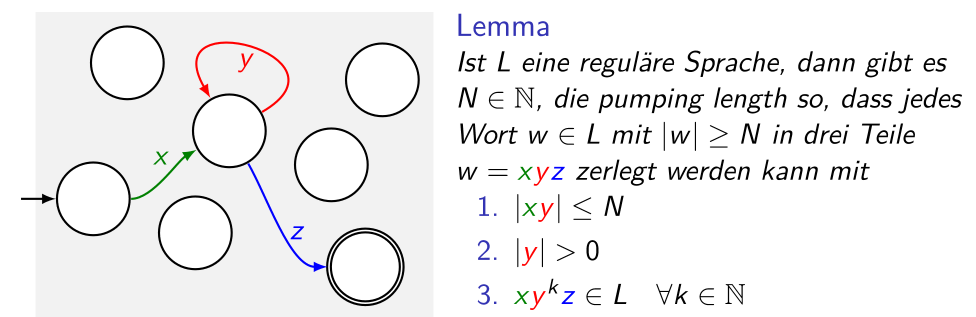 Lemma
Ist L eine reguläre Sprache, dann gibt es
N ∈ ℕ, die pumping length so, dass jedes
Wort w ∈ L mit |w| ≥ N in drei Teile
w = xyz zerlegt werden kann mit
1. |xy| ≤ N
2. |y| > 0
3. xyᵏz ∈ L ∀k ∈ ℕ
y
x
z